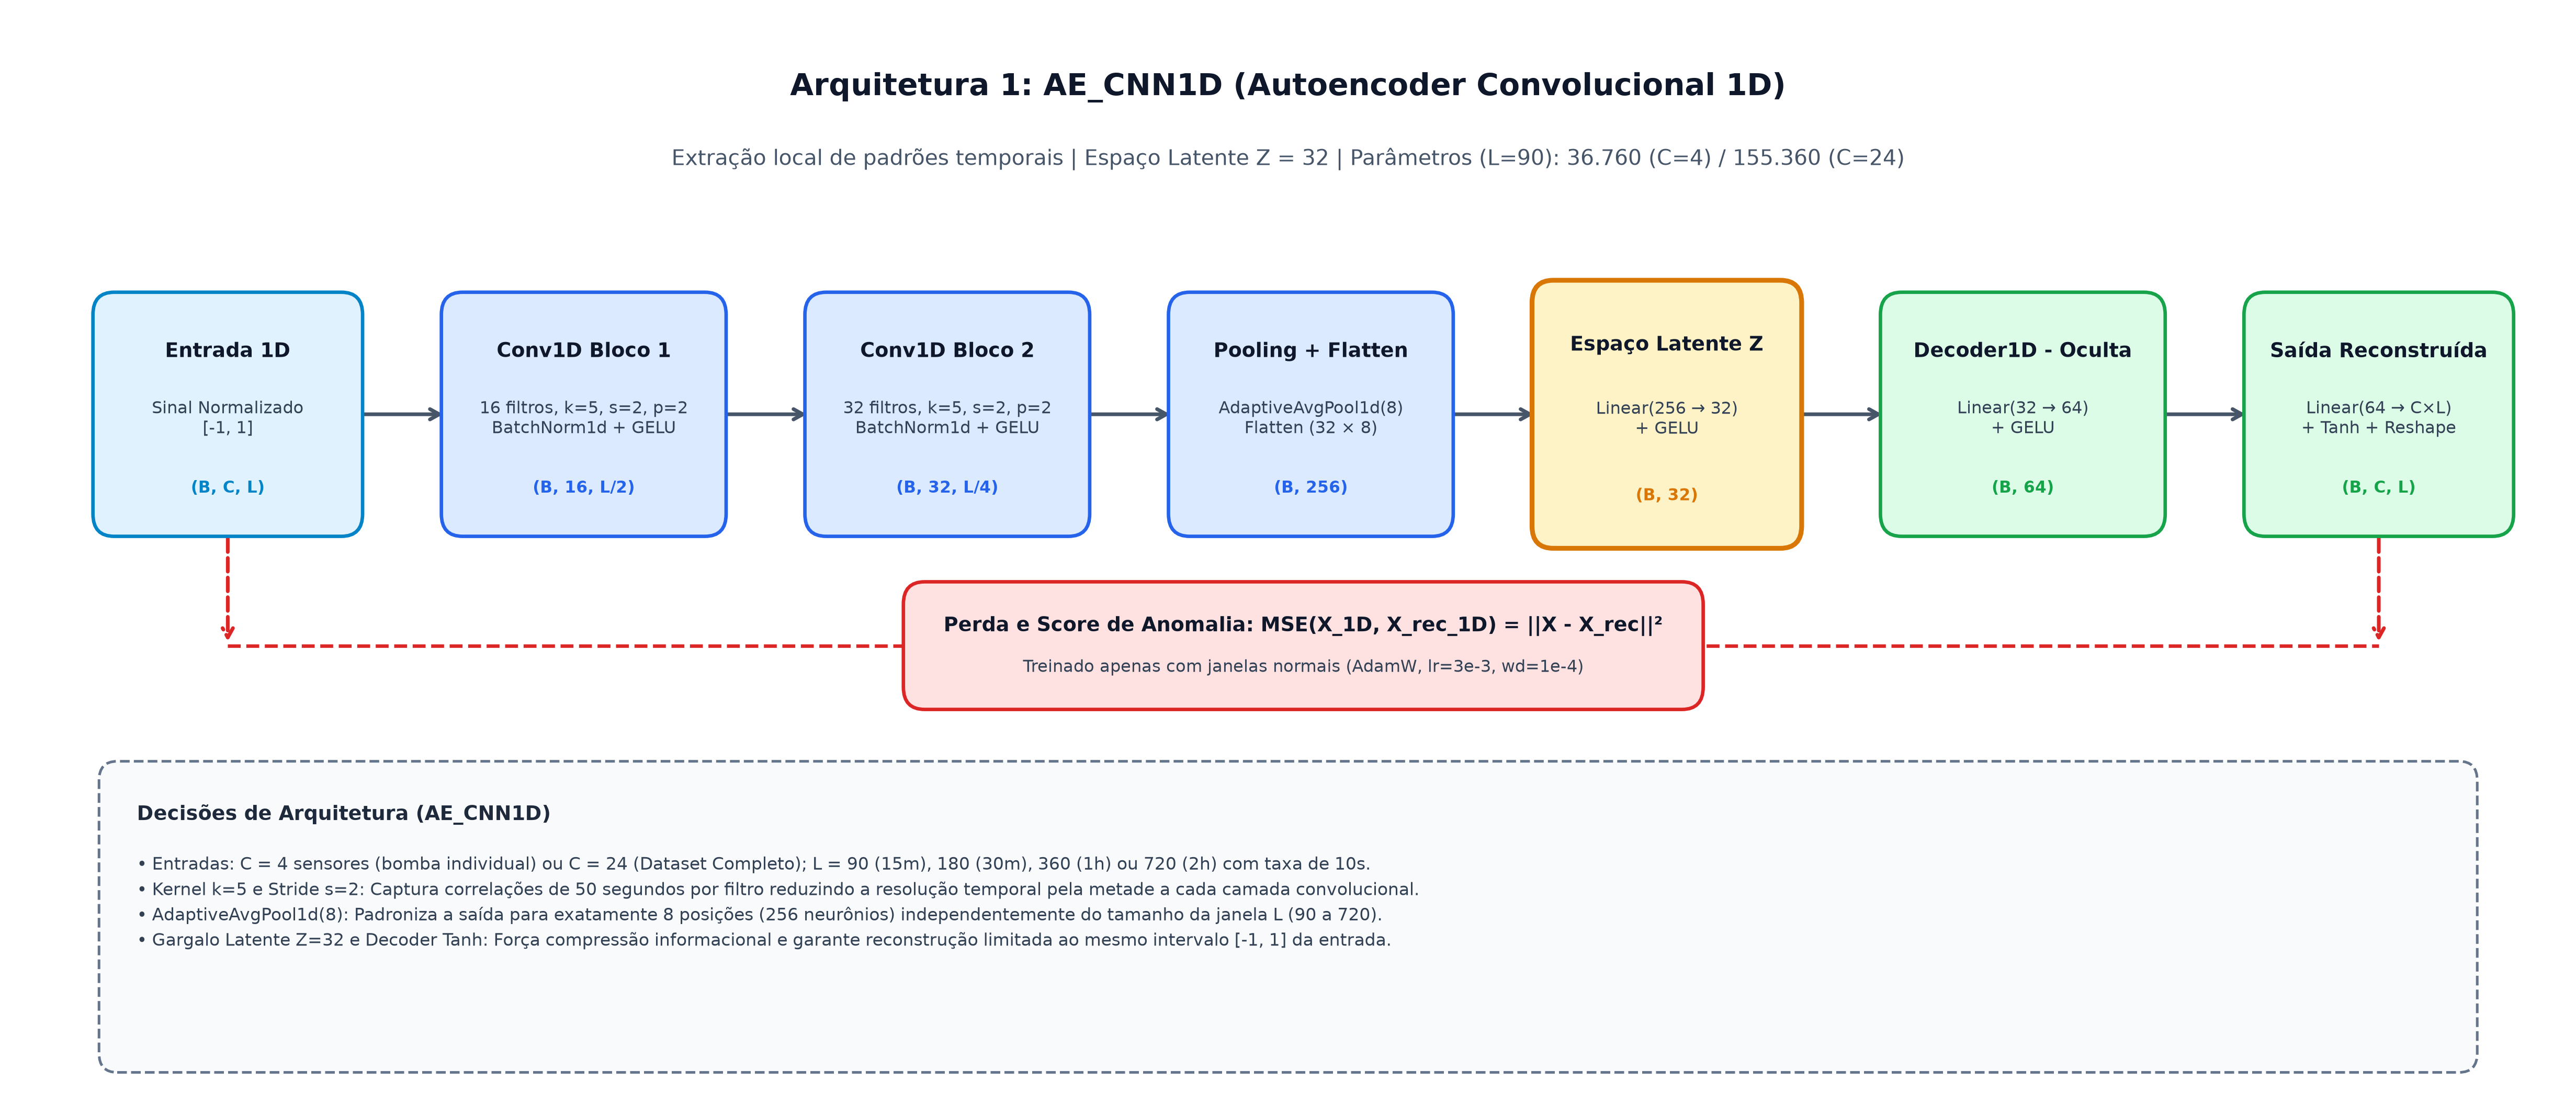 Arquitetura 1: AE_CNN1D (Autoencoder Convolucional 1D)
Extração local de padrões temporais | Espaço Latente Z = 32 | Parâmetros (L=90): 36.760 (C=4) / 155.360 (C=24)
Entrada 1D
Sinal Normalizado
[-1, 1]
(B, C, L)
Conv1D Bloco 1
16 filtros, k=5, s=2, p=2
BatchNorm1d + GELU
(B, 16, L/2)
Conv1D Bloco 2
32 filtros, k=5, s=2, p=2
BatchNorm1d + GELU
(B, 32, L/4)
Pooling + Flatten
AdaptiveAvgPool1d(8)
Flatten (32 × 8)
(B, 256)
Espaço Latente Z
Linear(256 → 32)
+ GELU
(B, 32)
Decoder1D - Oculta
Linear(32 → 64)
+ GELU
(B, 64)
Saída Reconstruída
Linear(64 → C×L)
+ Tanh + Reshape
(B, C, L)
Perda e Score de Anomalia: MSE(X_1D, X_rec_1D) = ||X - X_rec||²
Treinado apenas com janelas normais (AdamW, lr=3e-3, wd=1e-4)
Decisões de Arquitetura (AE_CNN1D)
• Entradas: C = 4 sensores (bomba individual) ou C = 24 (Dataset Completo); L = 90 (15m), 180 (30m), 360 (1h) ou 720 (2h) com taxa de 10s.
• Kernel k=5 e Stride s=2: Captura correlações de 50 segundos por filtro reduzindo a resolução temporal pela metade a cada camada convolucional.
• AdaptiveAvgPool1d(8): Padroniza a saída para exatamente 8 posições (256 neurônios) independentemente do tamanho da janela L (90 a 720).
• Gargalo Latente Z=32 e Decoder Tanh: Força compressão informacional e garante reconstrução limitada ao mesmo intervalo [-1, 1] da entrada.